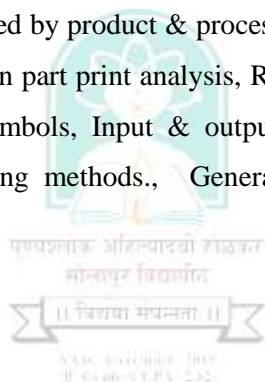 ed by product & proces
n part print analysis, R
mbols, Input & outpu
ng methods., Genera
पुण्यश्लोक अहिल्यादेवी होळकर
सोलापूर विद्यापीठ
।। विद्यया संपन्नता ।।